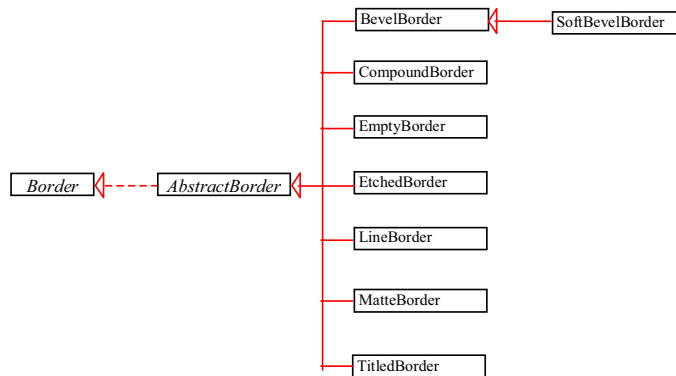 BevelBorder
SoftBevelBorder
CompoundBorder
EmptyBorder
Border
AbstractBorder
EtchedBorder
LineBorder
MatteBorder
TitledBorder